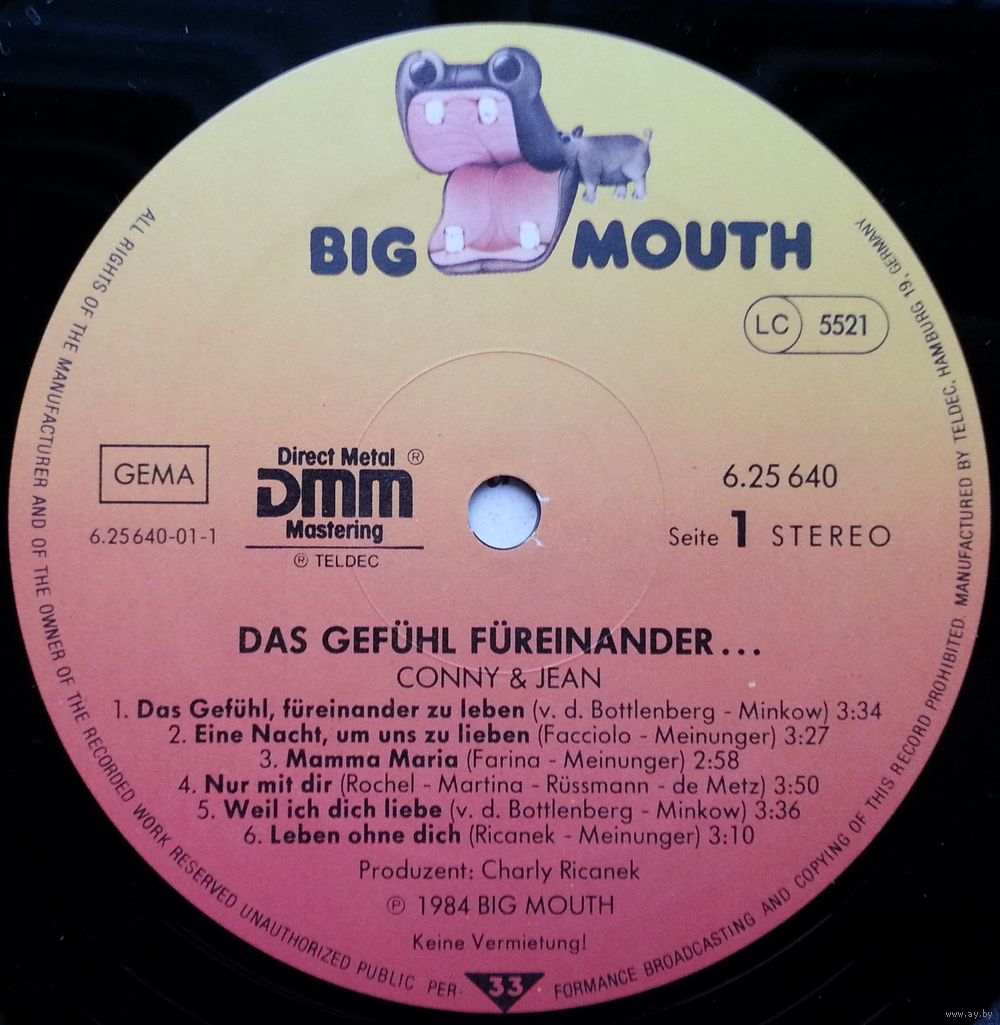 BIG MOUTH
LC 5521
GEMA
6.25640-01-1
Direct Metal ®
DMM
Mastering
® TELDEC
6.25 640
Seite 1 STEREO
DAS GEFÜHL FÜREINANDER...
CONNY & JEAN
1. Das Gefühl, füreinander zu leben (v. d. Bottlenberg - Minkow) 3:34
2. Eine Nacht, um uns zu lieben (Facciolo - Meinunger) 3:27
3. Mamma Maria (Farina - Meinunger) 2:58
4. Nur mit dir (Rochel - Martina - Rüssmann - de Metz) 3:50
5. Weil ich dich liebe (v. d. Bottlenberg - Minkow) 3:36
6. Leben ohne dich (Ricanek - Meinunger) 3:10
Produzent: Charly Ricanek
℗ 1984 BIG MOUTH
Keine Vermietung!
33
ALL RIGHTS OF THE MANUFACTURER AND OF THE OWNER OF THE RECORDED WORK RESERVED UNAUTHORIZED PUBLIC PER- FORMANCE BROADCASTING AND COPYING OF THIS RECORD PROHIBITED. MANUFACTURED BY TELDEC, HAMBURG 19, GERMANY
www.ay.by